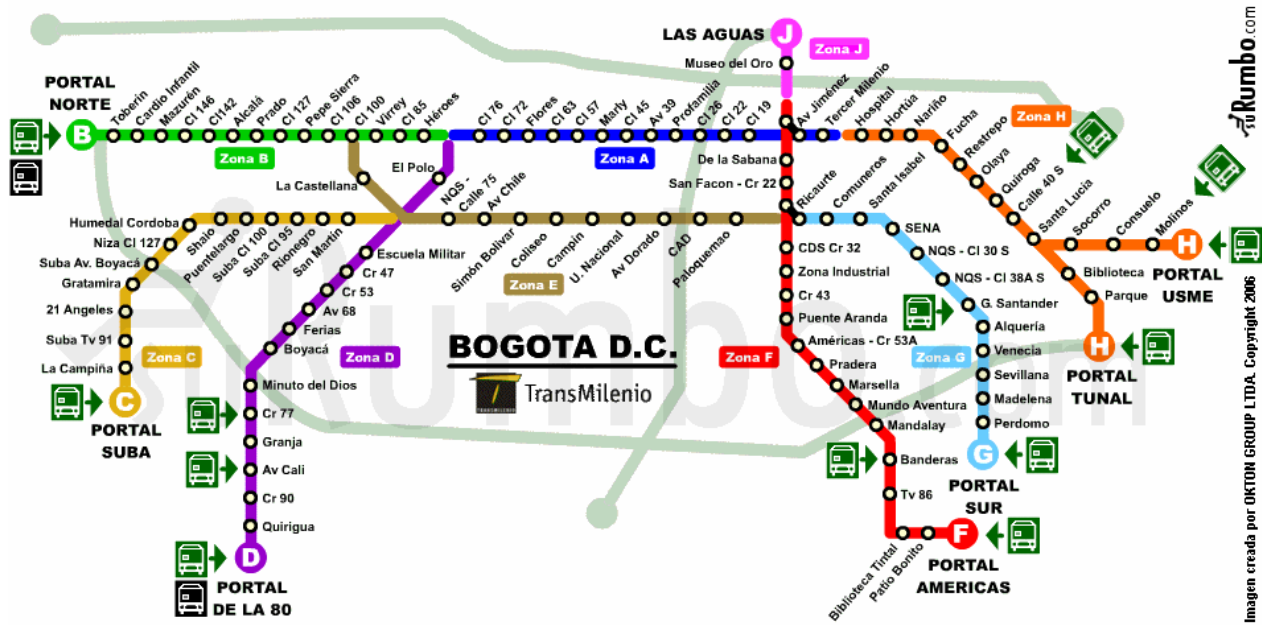 LAS AGUAS
J
Zona J
Museo del Oro
suRumbo.com
PORTAL
NORTE
B
Toberín
Cardio Infantil
Mazurén
Cl 146
Cl142
Alcalá
Prado
Cl 127
Pepe Sierra
Cl 106
Cl 100
Virrey
Cl 85
Héroes
Zona B
Cl 76
Cl 72
Flores
Cl 63
Cl 57
Marly
Cl 45
Av 39
Profamilia
Cl 26
Cl 22
Cl 19
Zona A
Av Jiménez
Tercer Milenio
Hospital
Hortúa
Nariño
Zona H
Fucha
Restrepo
Olaya
Quiroga
Calle 40 S
Santa Lucia
Socorro
Consuelo
Molinos
H
PORTAL
USME
Biblioteca
Parque
H
PORTAL
TUNAL
El Polo
La Castellana
De la Sabana
San Facon - Cr 22
Ricaurte
Comuneros
Santa Isabel
SENA
NQS - Cl 30 S
NQS - Cl 38A S
G. Santander
Alquería
Venecia
Sevillana
Madelena
Perdomo
Zona G
G
PORTAL
SUR
NQS -
Calle 75
Av Chile
Simón Bolívar
Coliseo
Campin
U. Nacional
Av Dorado
CAD
Paloquemao
Zona E
Humedal Cordoba
Niza Cl 127
Suba Av. Boyacá
Gratamira
21 Angeles
Suba Tv 91
La Campiña
Shaio
Puentelargo
Suba Cl 100
Suba Cl 95
Rionegro
San Martin
Zona C
C
PORTAL
SUBA
Escuela Militar
Cr 47
Cr 53
Av 68
Ferias
Boyacá
Minuto del Dios
Cr 77
Granja
Av Cali
Cr 90
Quirigua
Zona D
D
PORTAL
DE LA 80
CDS Cr 32
Zona Industrial
Cr 43
Puente Aranda
Américas - Cr 53A
Pradera
Marsella
Mundo Aventura
Mandalay
Banderas
Tv 86
Biblioteca Tintal
Patio Bonito
Zona F
F
PORTAL
AMERICAS
BOGOTA D.C.
TRANSMILENIO
TransMilenio
rumbo.com
Imagen creada por OKTON GROUP LTDA. Copyright 2006